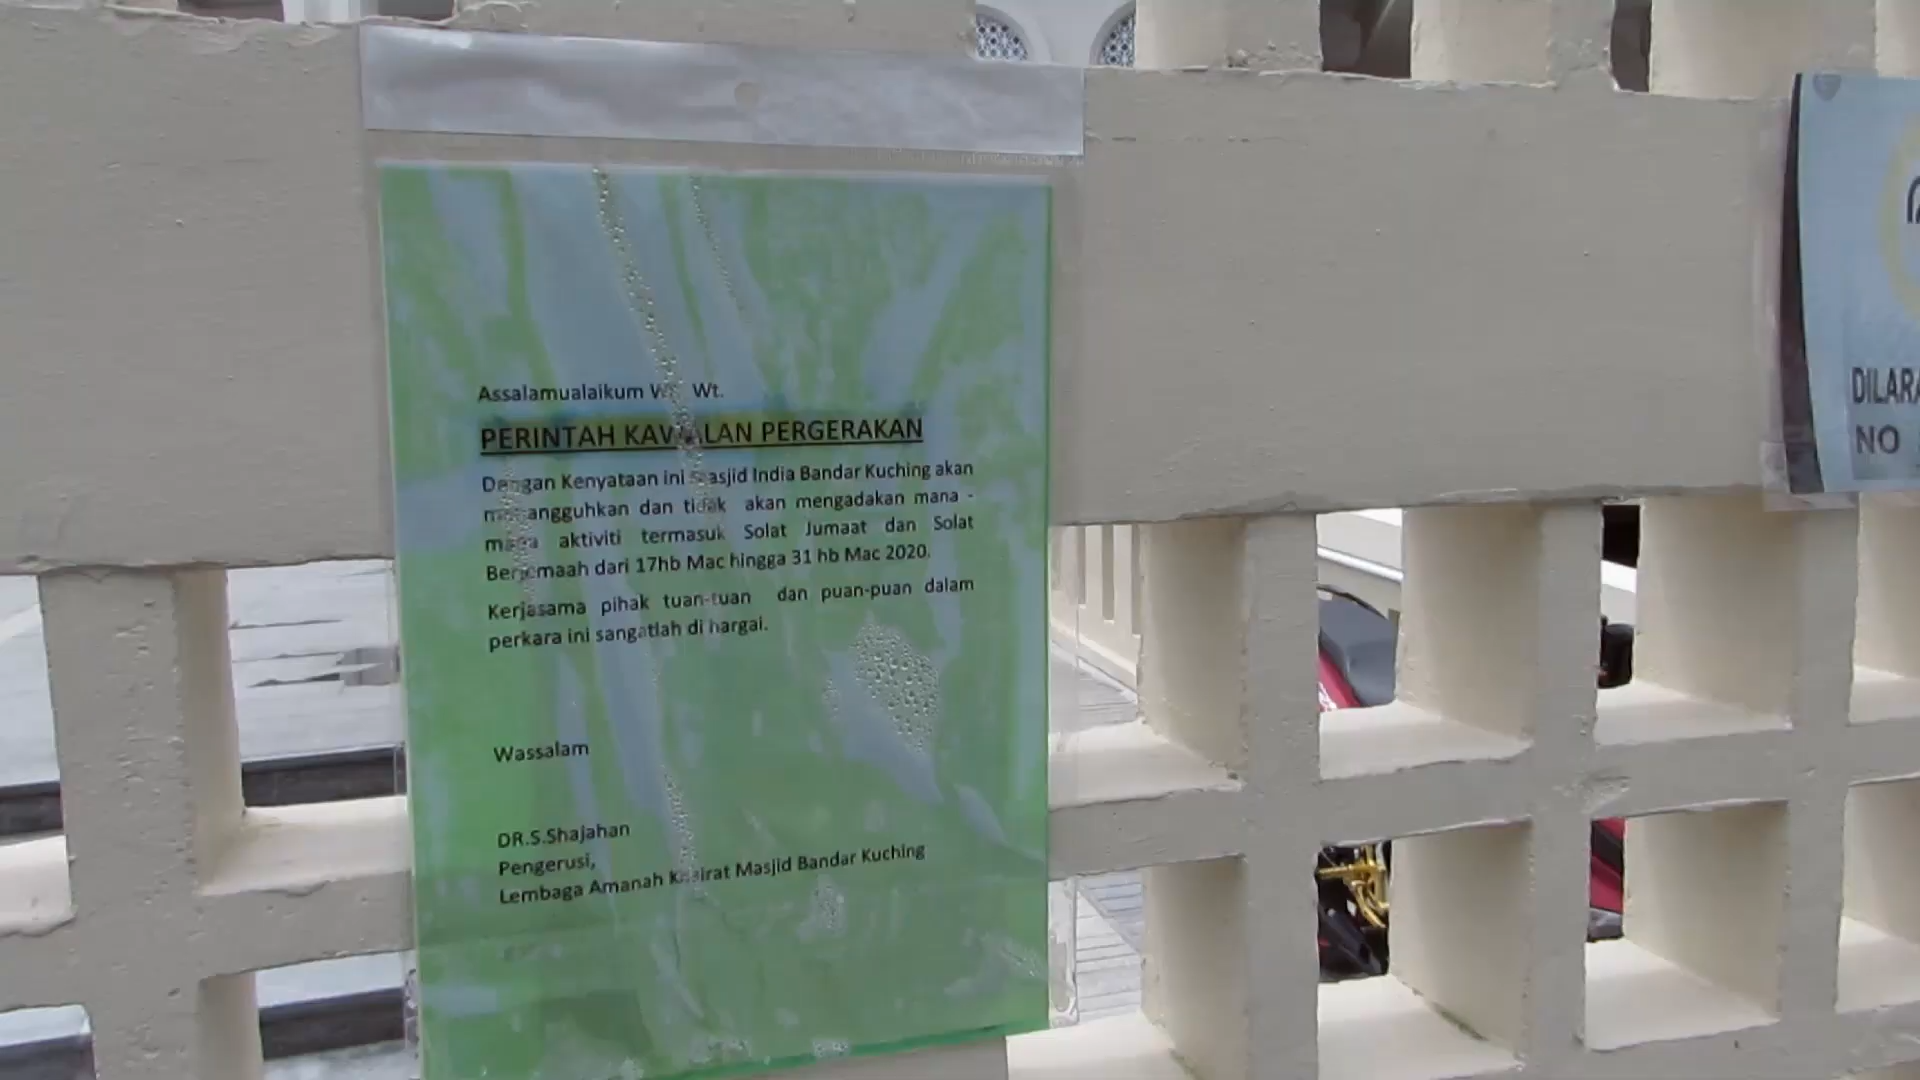 Assalamualaikum Wt.
PERINTAH KAWALAN PERGERAKAN
Dengan Kenyataan ini Masjid India Bandar Kuching akan
menangguhkan dan tidak akan mengadakan mana -
mana aktiviti termasuk Solat Jumaat dan Solat
Berjemaah dari 17hb Mac hingga 31 hb Mac 2020.
Kerjasama pihak tuan-tuan dan puan-puan dalam
perkara ini sangatlah di hargai.
Wassalam
DR.S.Shajahan
Pengerusi,
Lembaga Amanah Khairat Masjid Bandar Kuching
DILARA
NO